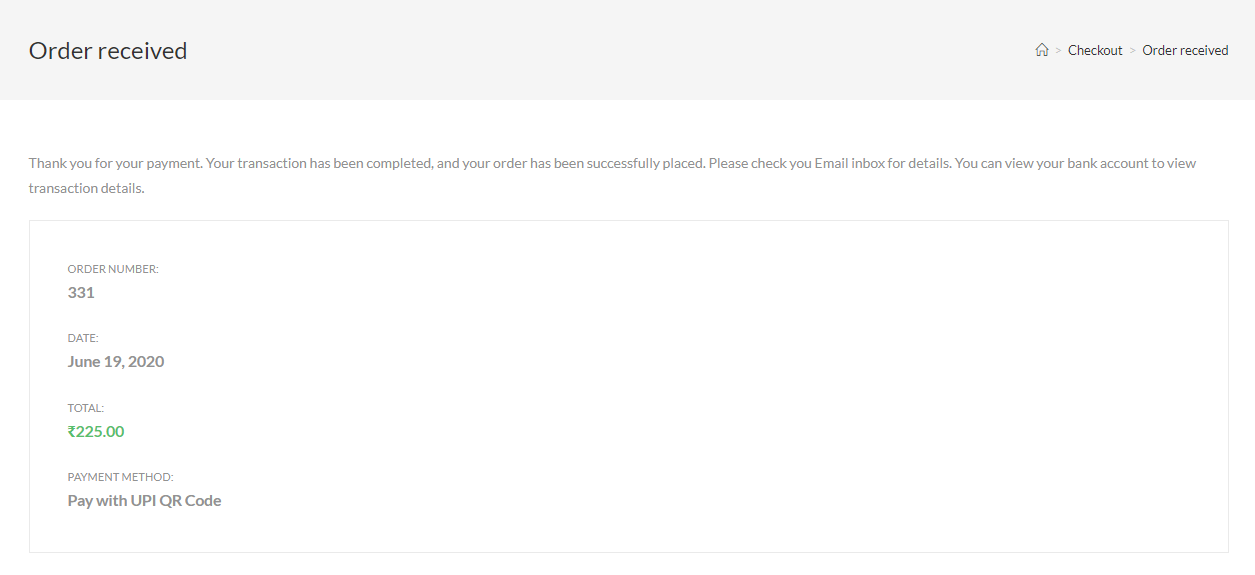 Order received
> Checkout > Order received
Thank you for your payment. Your transaction has been completed, and your order has been successfully placed. Please check you Email inbox for details. You can view your bank account to view
transaction details.
ORDER NUMBER:
331
DATE:
June 19, 2020
TOTAL:
₹225.00
PAYMENT METHOD:
Pay with UPI QR Code